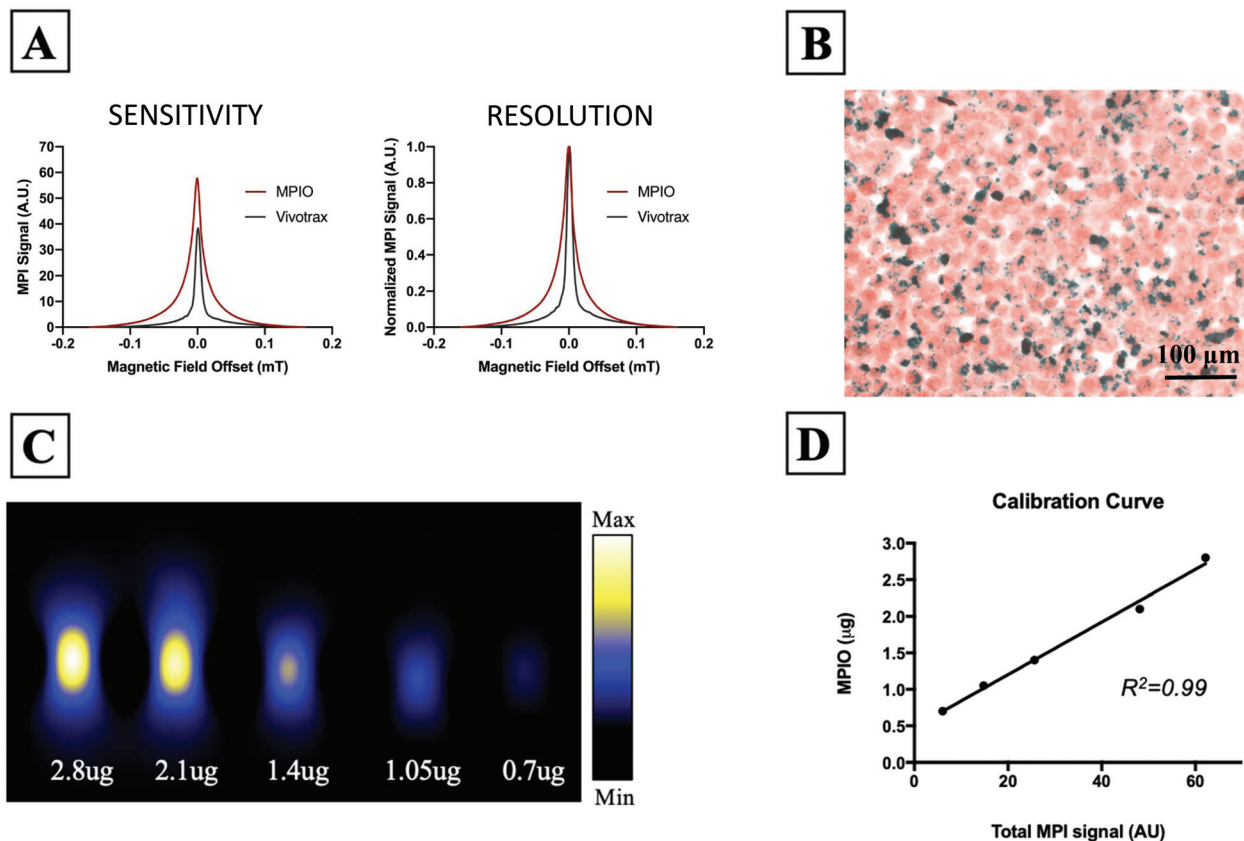 A
SENSITIVITY
MPI Signal (A.U.)
70
60
50
40
30
20
10
0
-0.2
-0.1
0.0
0.1
0.2
Magnetic Field Offset (mT)
MPIO
Vivotrax
RESOLUTION
Normalized MPI Signal (A.U.)
1.0
0.8
0.6
0.4
0.2
0.0
-0.2
-0.1
0.0
0.1
0.2
Magnetic Field Offset (mT)
MPIO
Vivotrax
B
100 µm
C
2.8ug
2.1ug
1.4ug
1.05ug
0.7ug
Max
Min
D
Calibration Curve
MPIO (µg)
3.0
2.5
2.0
1.5
1.0
0.5
0.0
0
20
40
60
Total MPI signal (AU)
R²=0.99